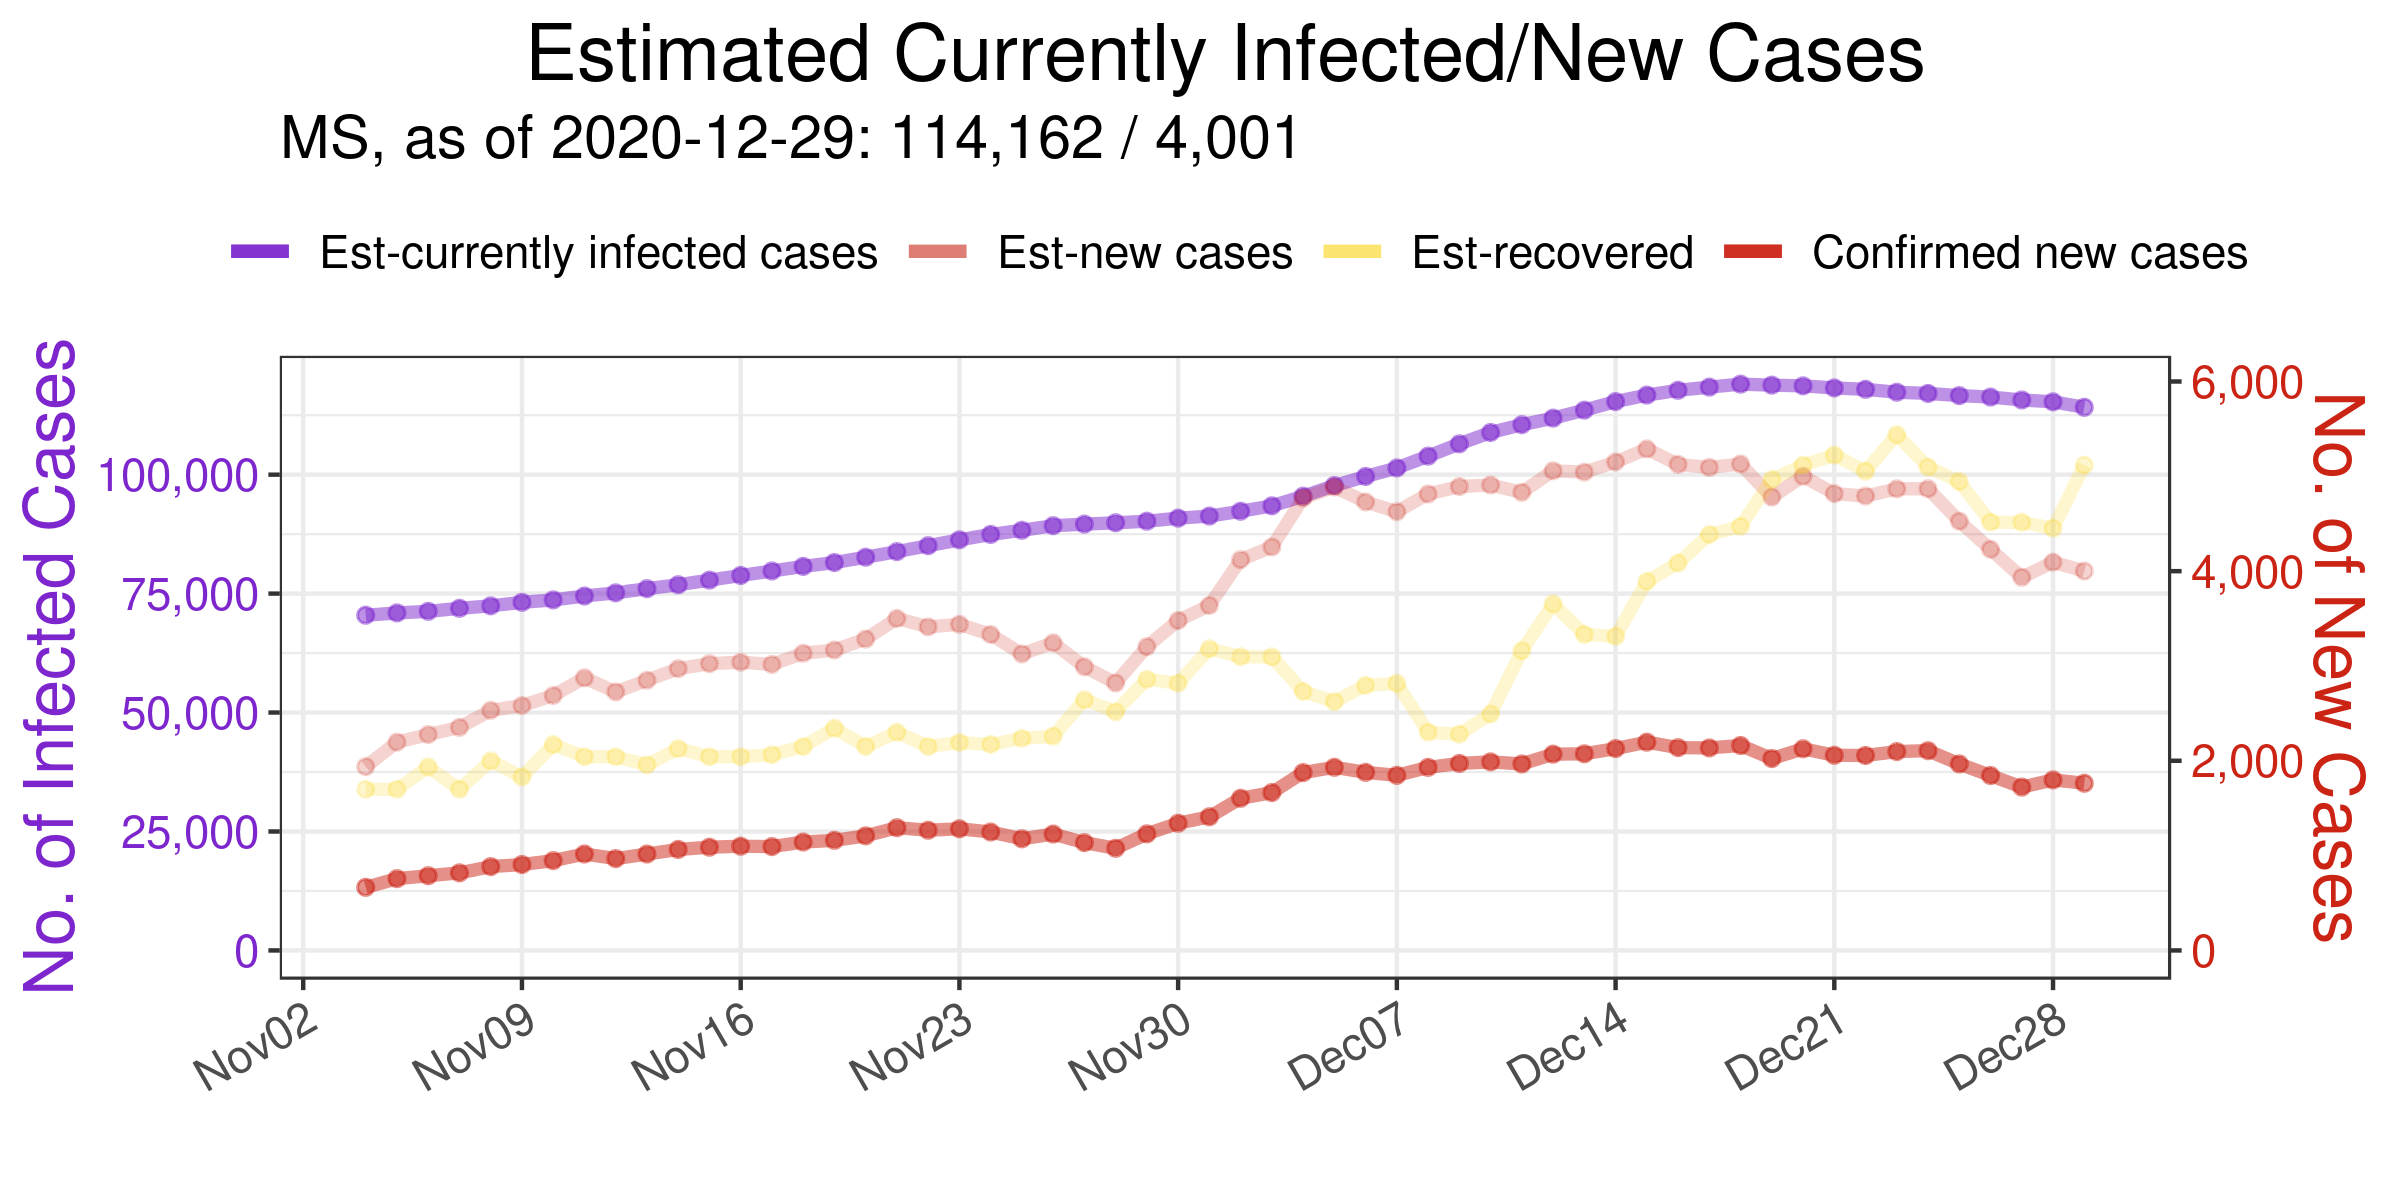 Estimated Currently Infected/New Cases
MS, as of 2020-12-29: 114,162 / 4,001
Est-currently infected cases Est-new cases Est-recovered Confirmed new cases
No. of Infected Cases
100,000
75,000
50,000
25,000
0
6,000
4,000
2,000
0
No. of New Cases
Nov02 Nov09 Nov16 Nov23 Nov30 Dec07 Dec14 Dec21 Dec28